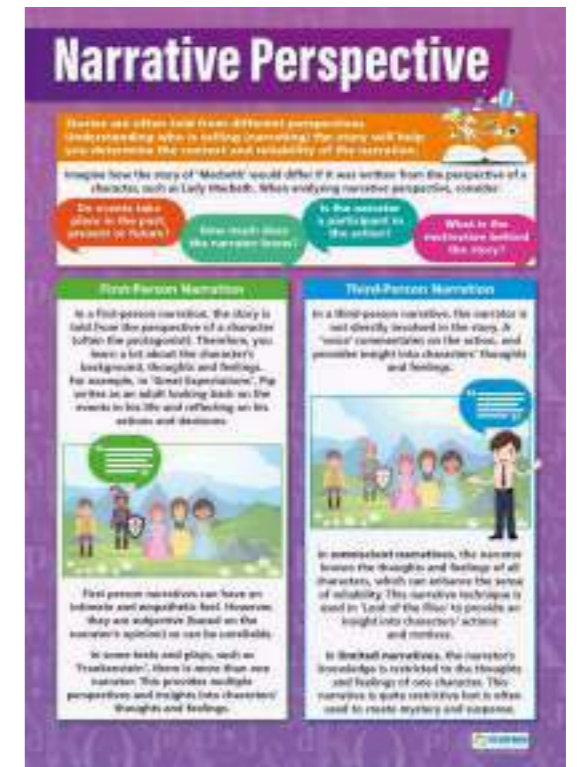 Narrative Perspective
Stories are often told from different perspectives.
Understanding who is telling (narrating) the story will help
you determine the content and reliability of the narration.
Imagine how the story of 'Macbeth' would differ if it was written from the perspective of a
character, such as Lady Macbeth. When analysing narrative perspective, consider:
Do events take
place in the past,
present or future?
How much does
the narrator know?
Is the narrator
a participant in
the action?
What is the
motivation behind
the story?
First-Person Narration
In a first-person narration, the story is
told from the perspective of a character
(often the protagonist). Therefore, you
learn a lot about the character's
background, thoughts and feelings.
For example, in 'Great Expectations', Pip
writes as an adult looking back on the
events in his life and reflecting on his
actions and decisions.
First person narratives can have an
intimate and empathetic feel. However,
they are subjective (based on the
narrator's opinion) so can be unreliable.
In some texts and plays, such as
'Frankenstein', there is more than one
narrator. This provides multiple
perspectives and insights into characters'
thoughts and feelings.
Third-Person Narration
In a third-person narrative, the narrator is
not directly involved in the story. A
'voice' commentates on the action, and
provides insight into characters' thoughts
and feelings.
In omniscient narratives, the narrator
knows the thoughts and feelings of all
characters, which can enhance the sense
of reliability. This narrative technique is
used in 'Lord of the Flies' to provide an
insight into characters' actions
and motives.
In limited narratives, the narrator's
knowledge is restricted to the thoughts
and feelings of one character. This
narrative is quite restrictive but is often
used to create mystery and suspense.